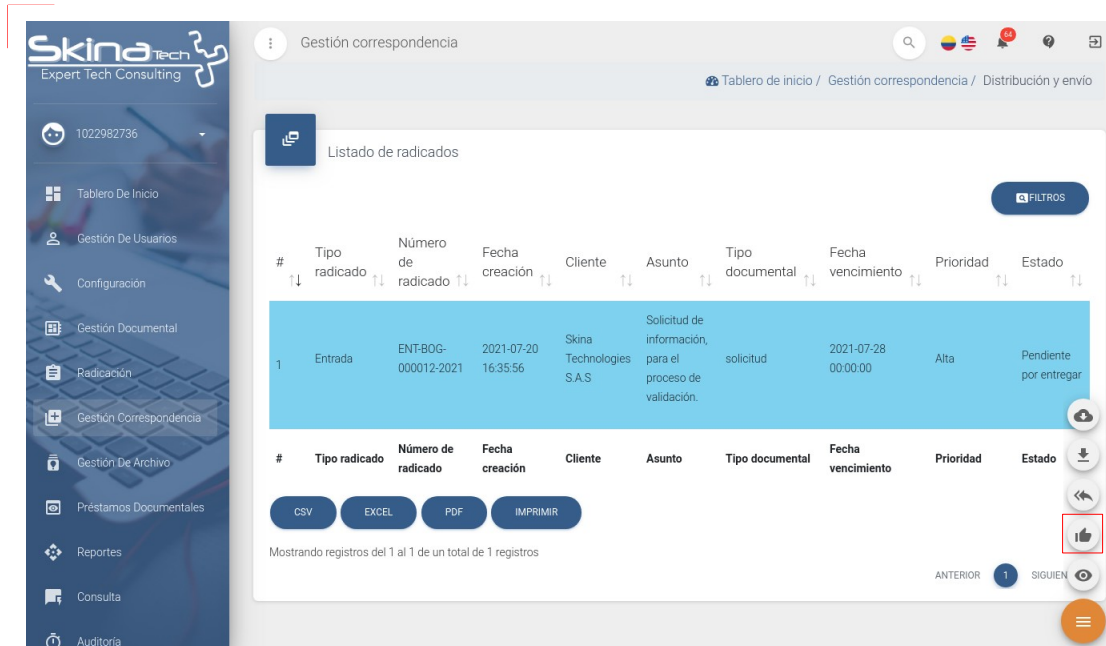 Skina Tech
Expert Tech Consulting
1022982736
Tablero De Inicio
Gestión De Usuarios
Configuración
Gestión Documental
Radicación
Gestión Correspondencia
Gestión De Archivo
Préstamos Documentales
Reportes
Consulta
Auditoría
Gestión correspondencia
64
Tablero de inicio / Gestión correspondencia / Distribución y envío
Listado de radicados
FILTROS
# Tipo radicado Número de radicado Fecha creación Cliente Asunto Tipo documental Fecha vencimiento Prioridad Estado
1 Entrada ENT-BOG-000012-2021 2021-07-20 16:35:56 Skina Technologies S.A.S Solicitud de información, para el proceso de validación. solicitud 2021-07-28 00:00:00 Alta Pendiente por entregar
# Tipo radicado Número de radicado Fecha creación Cliente Asunto Tipo documental Fecha vencimiento Prioridad Estado
CSV EXCEL PDF IMPRIMIR
Mostrando registros del 1 al 1 de un total de 1 registros
ANTERIOR 1 SIGUIEN